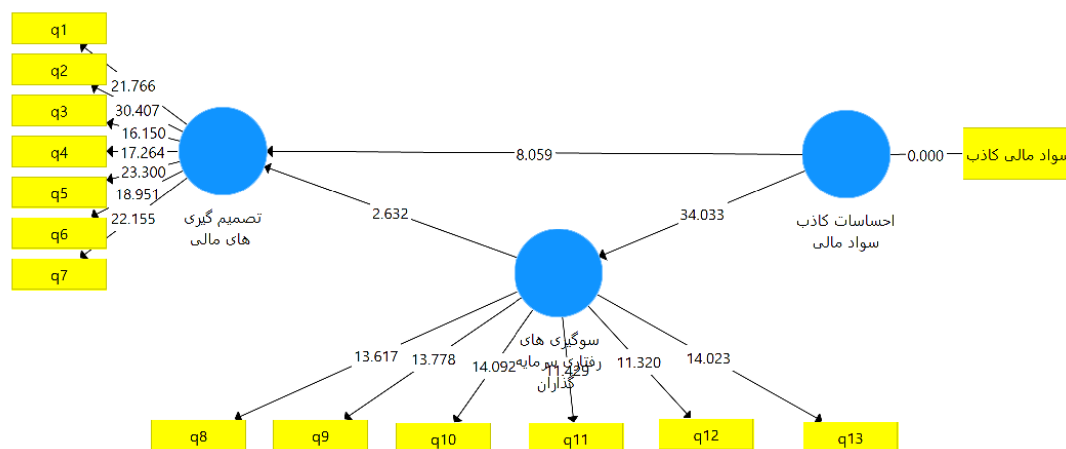 q1
q2
q3
q4
q5
q6
q7
21.766
30.407
16.150
17.264
23.300
18.951
22.155
تصمیم گیری
های مالی
8.059
2.632
34.033
0.000
سواد مالی کاذب
احساسات کاذب
سواد مالی
سوگیری های
رفتاری سرمایه
گذاران
13.617
13.778
14.092
11.429
11.320
14.023
q8
q9
q10
q11
q12
q13